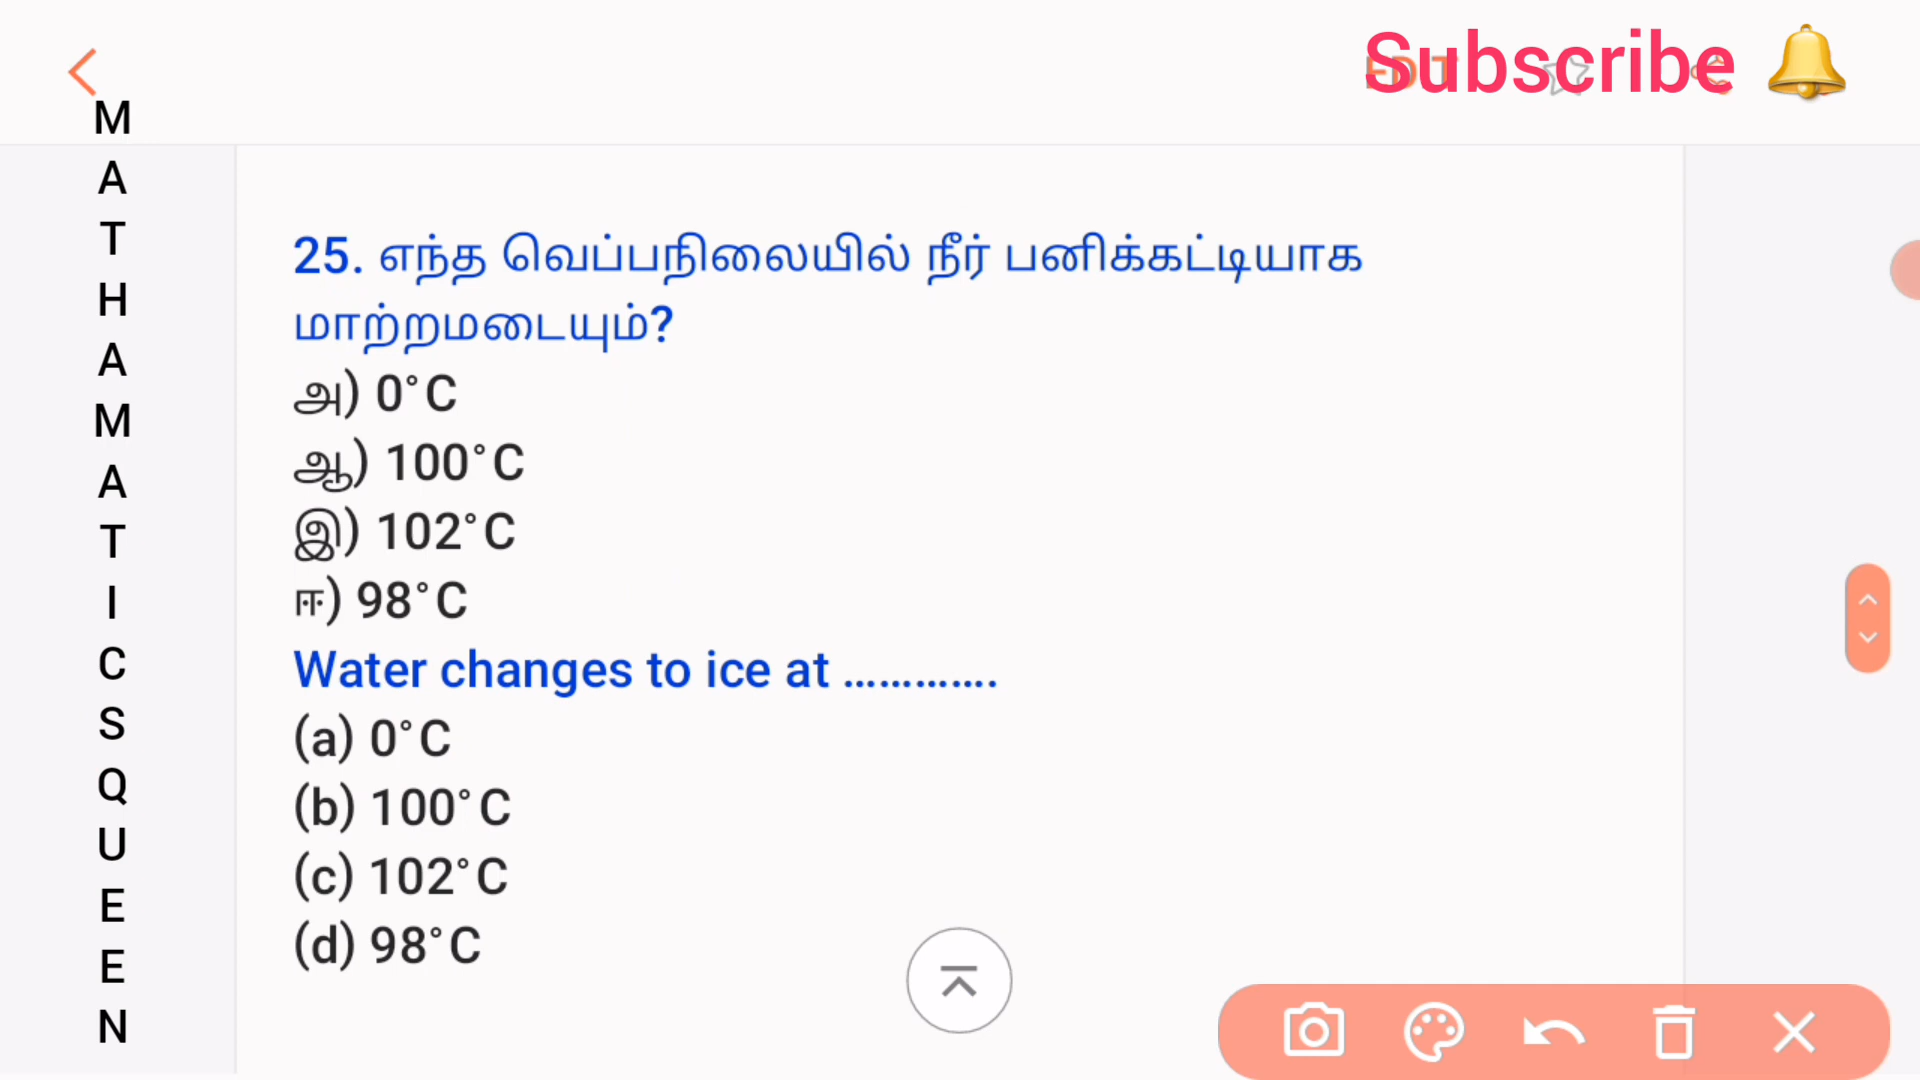 Subscribe 🔔
M
A
T
H
A
M
A
T
I
C
S
Q
U
E
E
N
25. எந்த வெப்பநிலையில் நீர் பனிக்கட்டியாக
மாற்றமடையும்?
அ) 0°C
ஆ) 100°C
இ) 102°C
ஈ) 98°C
Water changes to ice at .............
(a) 0°C
(b) 100°C
(c) 102°C
(d) 98°C